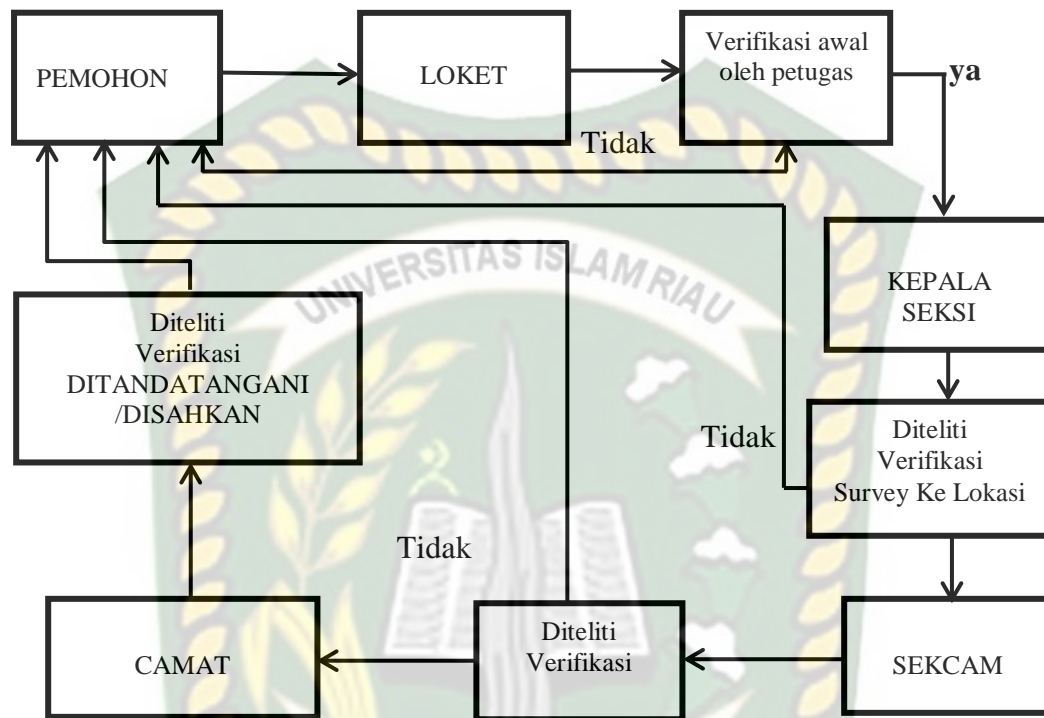 PEMOHON
LOKET
Verifikasi awal
oleh petugas
ya
Tidak
UNIVERSITAS ISLAM RIAU
KEPALA
SEKSI
Diteliti
Verifikasi
DITANDATANGANI
/DISAHKAN
Tidak
Diteliti
Verifikasi
Survey Ke Lokasi
Tidak
CAMAT
Diteliti
Verifikasi
SEKCAM